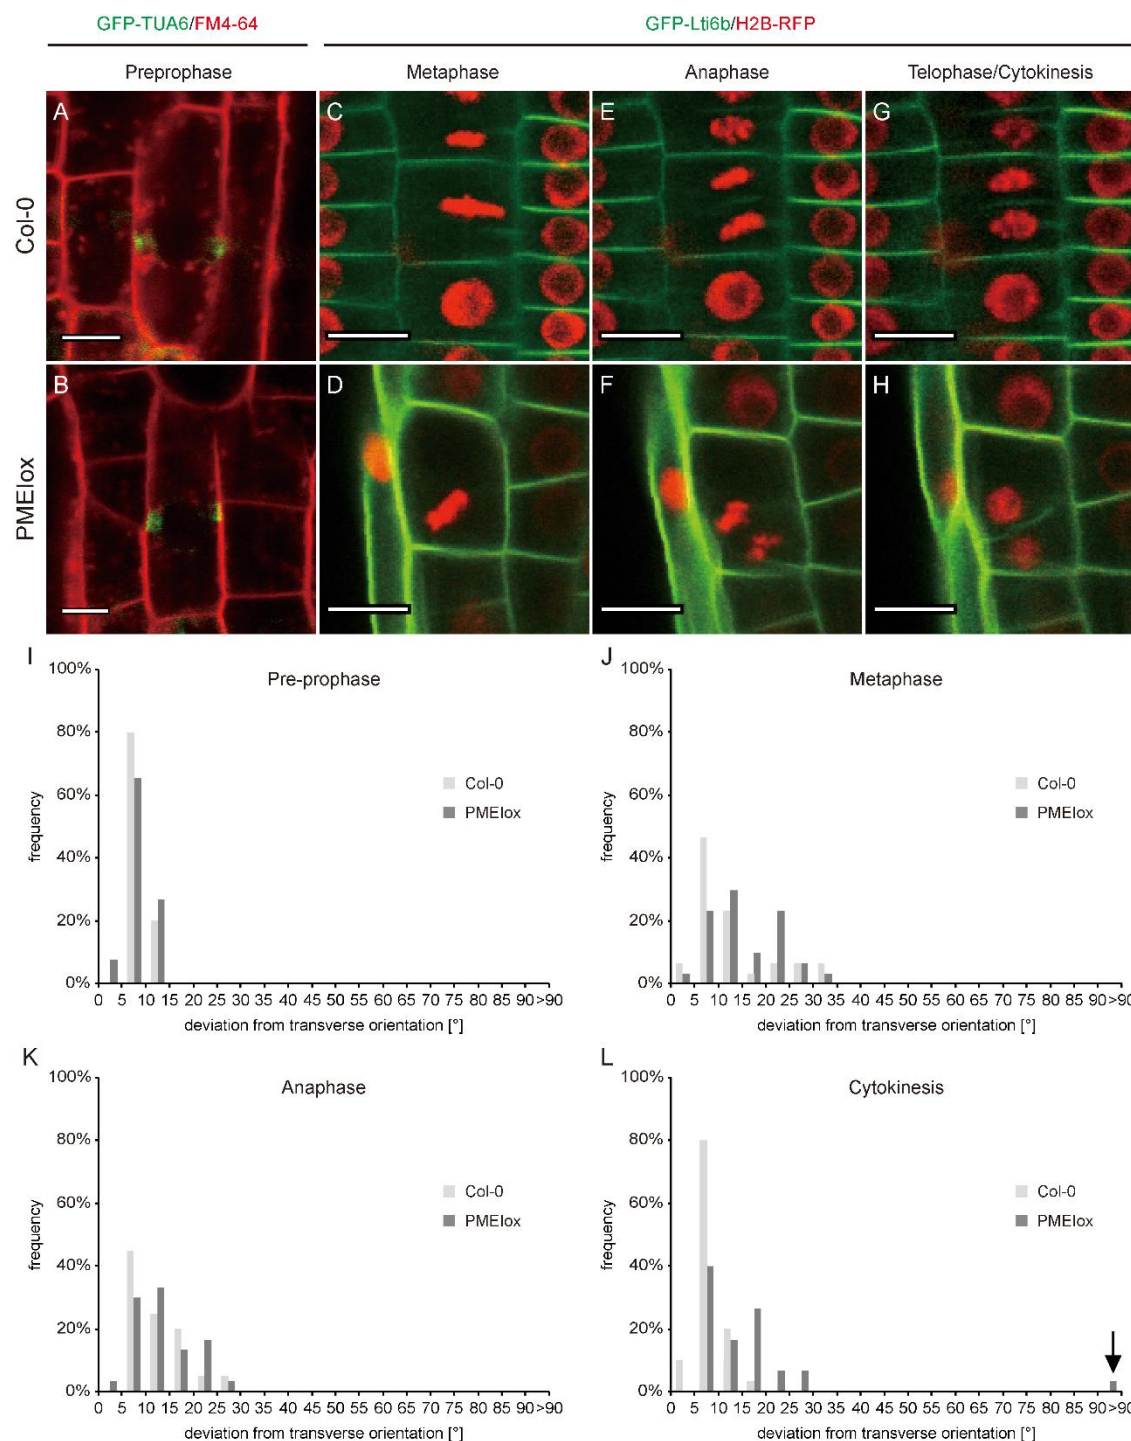 GFP-TUA6/FM4-64
GFP-Lti6b/H2B-RFP
Preprophase
Metaphase
Anaphase
Telophase/Cytokinesis
Col-0
A
C
E
G
PMEIox
B
D
F
H
I
Pre-prophase
100%
80%
60%
40%
20%
0%
frequency
Col-0
PMEIox
0 5 10 15 20 25 30 35 40 45 50 55 60 65 70 75 80 85 90 >90
deviation from transverse orientation [°]
J
Metaphase
100%
80%
60%
40%
20%
0%
frequency
Col-0
PMEIox
0 5 10 15 20 25 30 35 40 45 50 55 60 65 70 75 80 85 90 >90
deviation from transverse orientation [°]
K
Anaphase
100%
80%
60%
40%
20%
0%
frequency
Col-0
PMEIox
0 5 10 15 20 25 30 35 40 45 50 55 60 65 70 75 80 85 90 >90
deviation from transverse orientation [°]
L
Cytokinesis
100%
80%
60%
40%
20%
0%
frequency
Col-0
PMEIox
0 5 10 15 20 25 30 35 40 45 50 55 60 65 70 75 80 85 90 >90
deviation from transverse orientation [°]